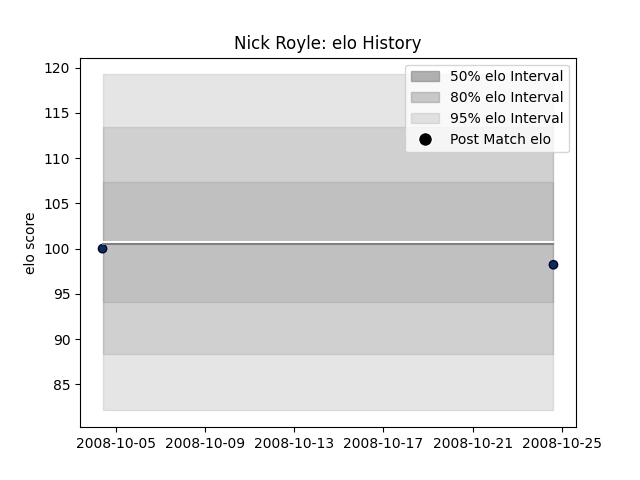 Nick Royle: elo History
120
115
110
105
100
95
90
85
elo score
50% elo Interval
80% elo Interval
95% elo Interval
Post Match elo
2008-10-05 2008-10-09 2008-10-13 2008-10-17 2008-10-21 2008-10-25